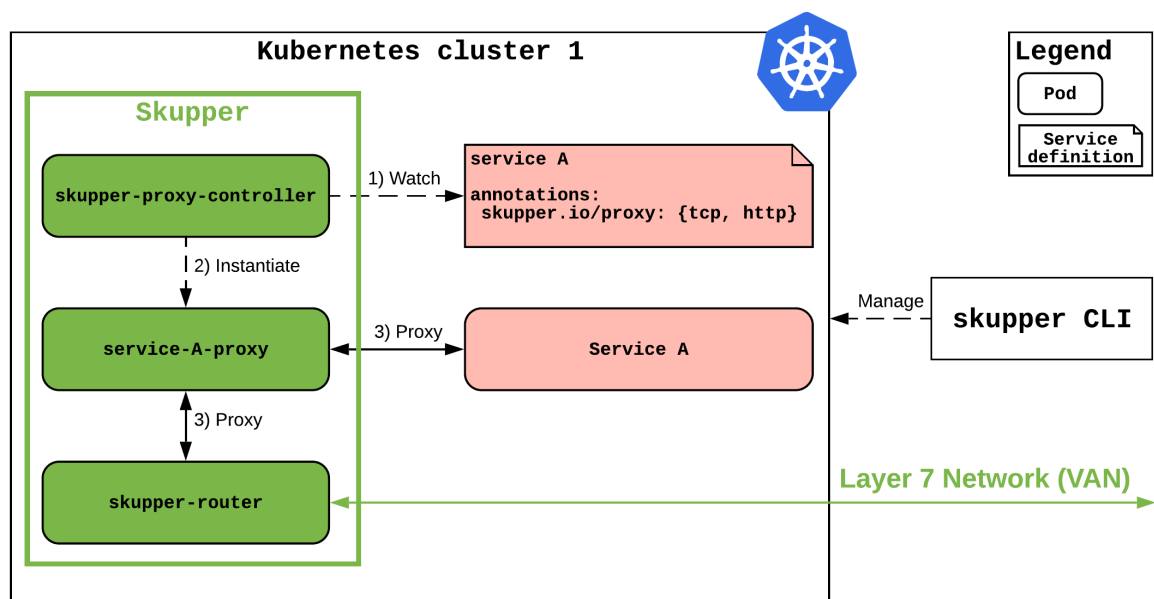 Kubernetes cluster 1
Legend
Pod
Service
definition
Skupper
skupper-proxy-controller
1) Watch
service A
annotations:
skupper.io/proxy: {tcp, http}
2) Instantiate
service-A-proxy
3) Proxy
Service A
Manage
skupper CLI
3) Proxy
skupper-router
Layer 7 Network (VAN)